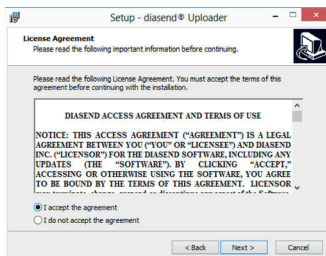 Setup - diasend® Uploader
License Agreement
Please read the following important information before continuing.
Please read the following License Agreement. You must accept the terms of this
agreement before continuing with the installation.
DIASEND ACCESS AGREEMENT AND TERMS OF USE
NOTICE: THIS ACCESS AGREEMENT (“AGREEMENT”) IS A LEGAL
AGREEMENT BETWEEN YOU (“YOU” OR “LICENSEE”) AND DIASEND
INC. (“LICENSOR”) FOR THE DIASEND SOFTWARE, INCLUDING ANY
UPDATES (THE “SOFTWARE”). BY CLICKING “ACCEPT,”
ACCESSING OR OTHERWISE USING THE SOFTWARE, YOU AGREE
TO BE BOUND BY THE TERMS OF THIS AGREEMENT. LICENSOR
I accept the agreement
I do not accept the agreement
< Back Next > Cancel